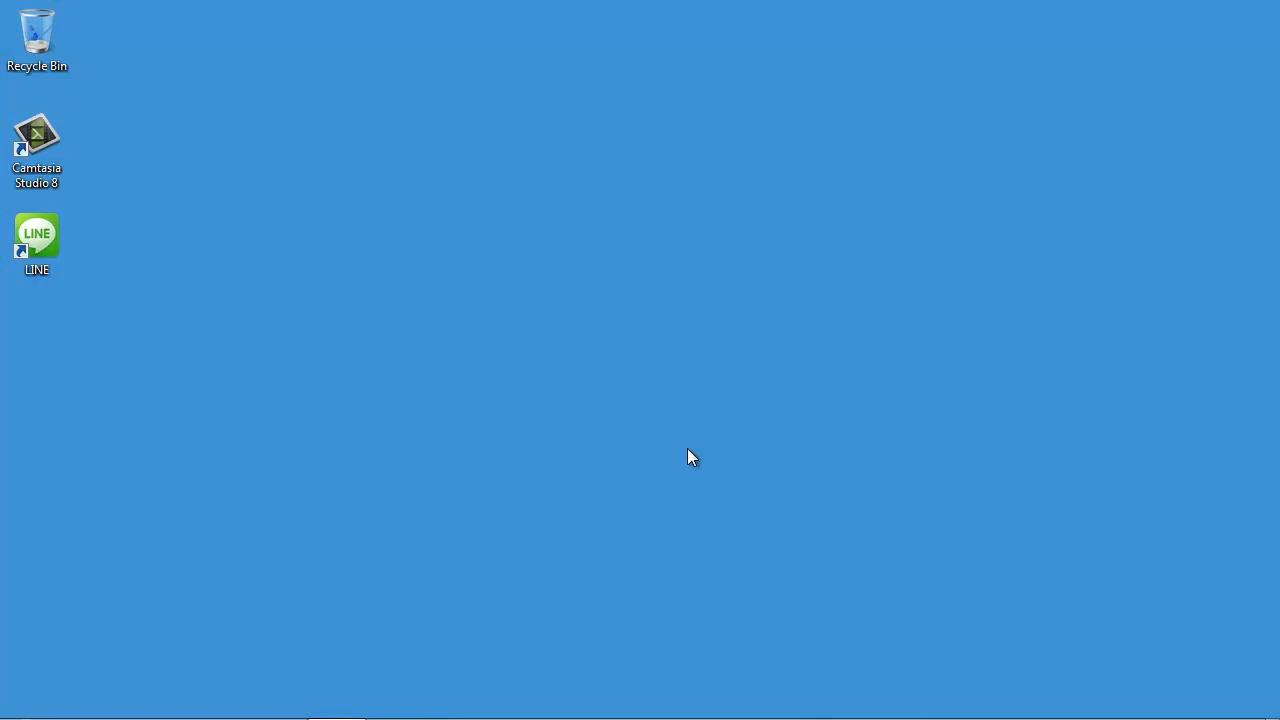 Recycle Bin
Camtasia
Studio 8
LINE
LINE